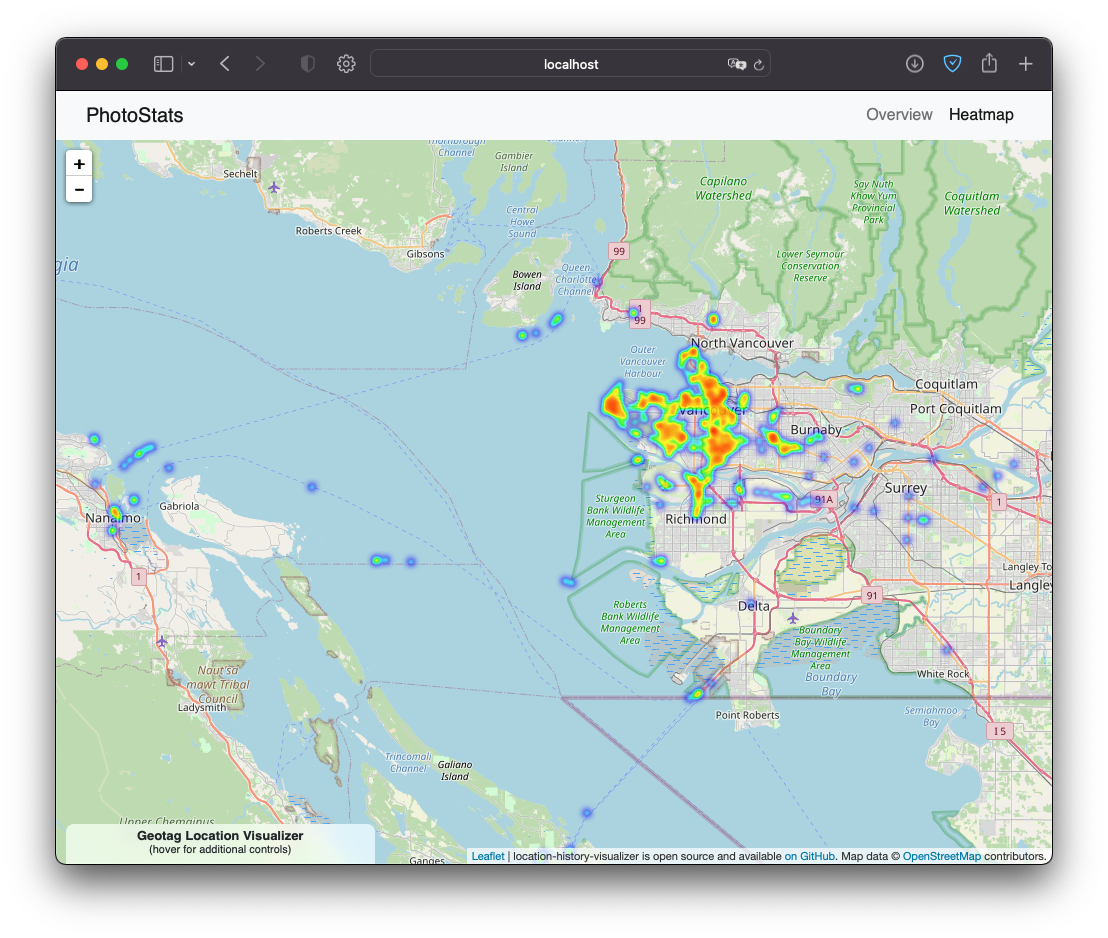 localhost
PhotoStats
Overview
Heatmap
+
−
Channel
Gambier
Island
Sechelt
Capilano
Watershed
Say Nuth
Khaw Yum
Provincial
Park
Coquitlam
Watershed
Central
Howe
Sound
Roberts Creek
Gibsons
99
Lower Seymour
Conservation
Reserve
gia
Bowen
Island
Queen
Charlotte
Channel
1
99
North Vancouver
Outer
Vancouver
Harbour
Coquitlam
Port Coquitlam
Vancouver
Burnaby
Surrey
91A
1
Gabriola
Nanaimo
Sturgeon
Bank Wildlife
Management
Area
Richmond
1
Langley To
Langley
91
Roberts
Bank Wildlife
Management
Area
Delta
Boundary
Bay Wildlife
Management
Area
Boundary
Bay
Naut'sa
mawt Tribal
Council
Ladysmith
White Rock
Point Roberts
Semiahmoo
Bay
I 5
Trincomali
Channel
Galiano
Island
Upper Chemainus
Ganges
Geotag Location Visualizer
(hover for additional controls)
Leaflet | location-history-visualizer is open source and available on GitHub. Map data © OpenStreetMap contributors.